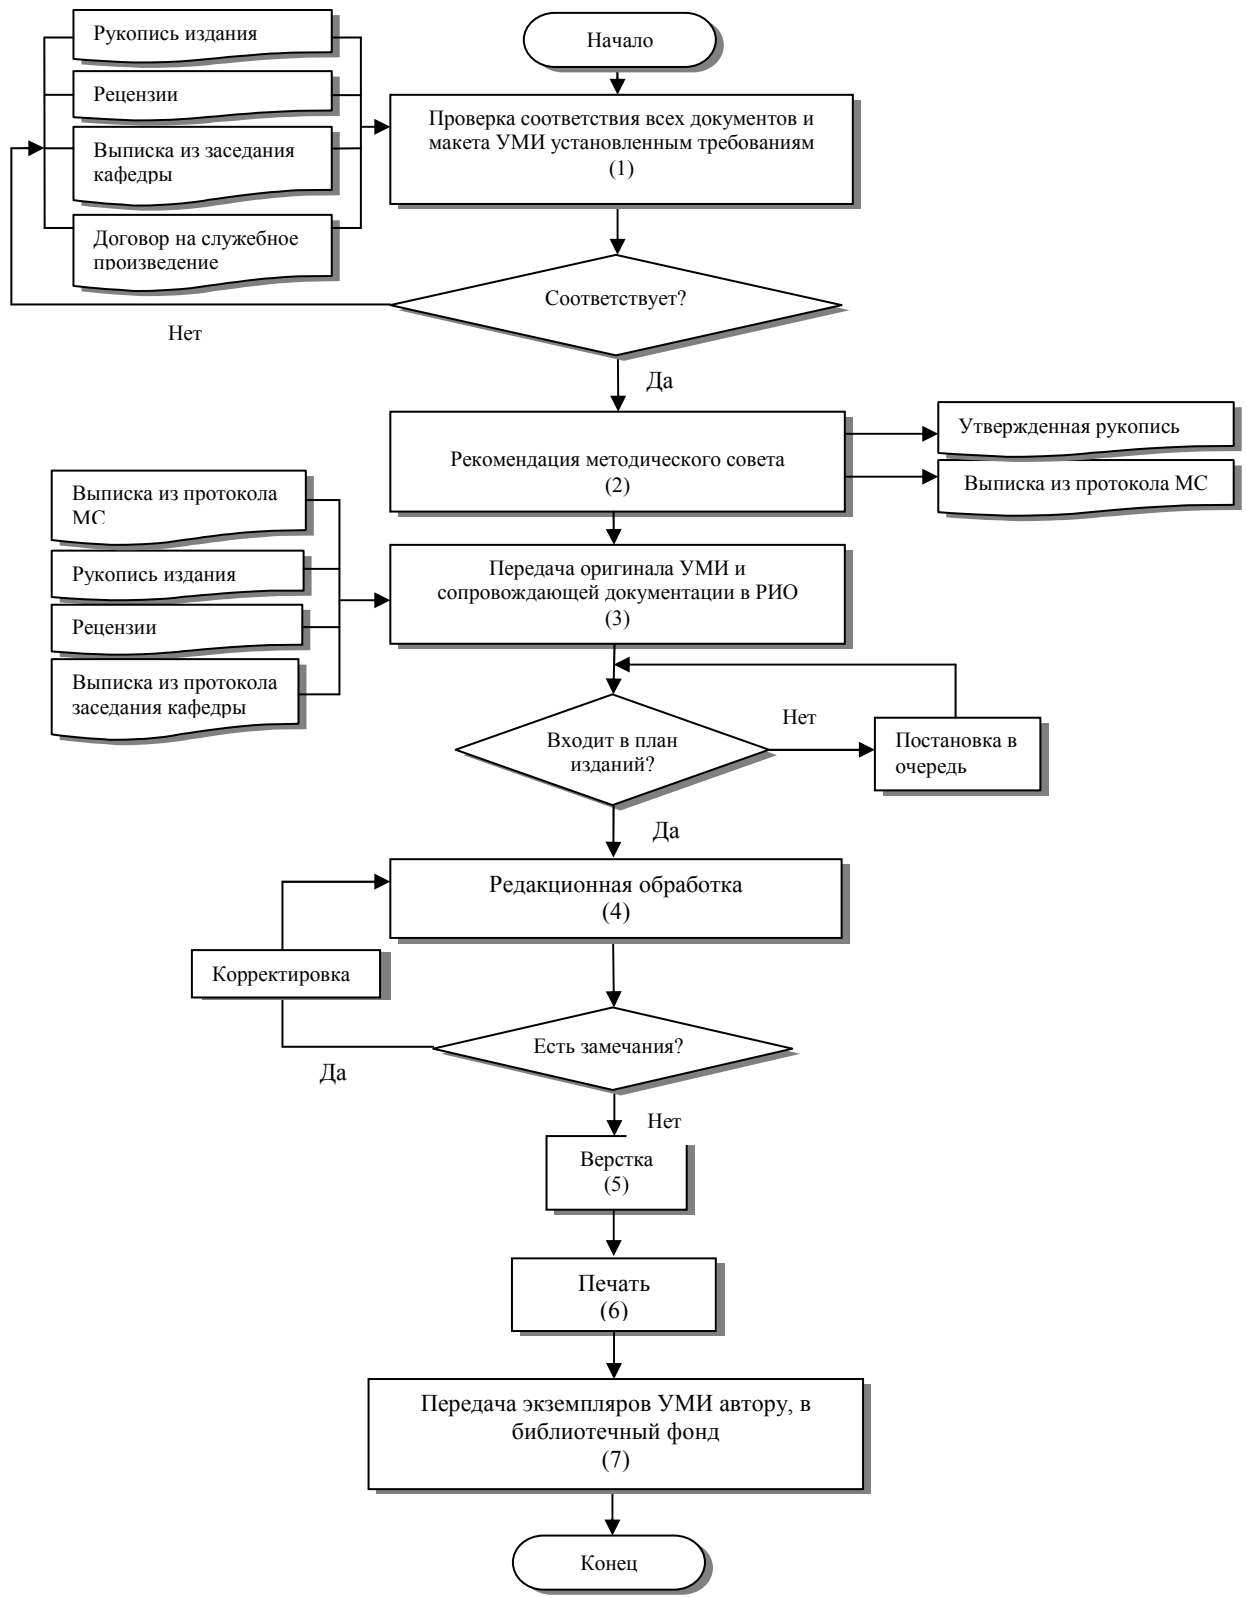 Начало
Рукопись издания
Рецензии
Выписка из заседания
кафедры
Договор на служебное
произведение
Проверка соответствия всех документов и
макета УМИ установленным требованиям
(1)
Соответствует?
Нет
Да
Рекомендация методического совета
(2)
Утвержденная рукопись
Выписка из протокола МС
Выписка из протокола
МС
Рукопись издания
Рецензии
Выписка из протокола
заседания кафедры
Передача оригинала УМИ и
сопровождающей документации в РИО
(3)
Входит в план
изданий?
Нет
Постановка в
очередь
Да
Редакционная обработка
(4)
Корректировка
Есть замечания?
Да
Нет
Верстка
(5)
Печать
(6)
Передача экземпляров УМИ автору, в
библиотечный фонд
(7)
Конец